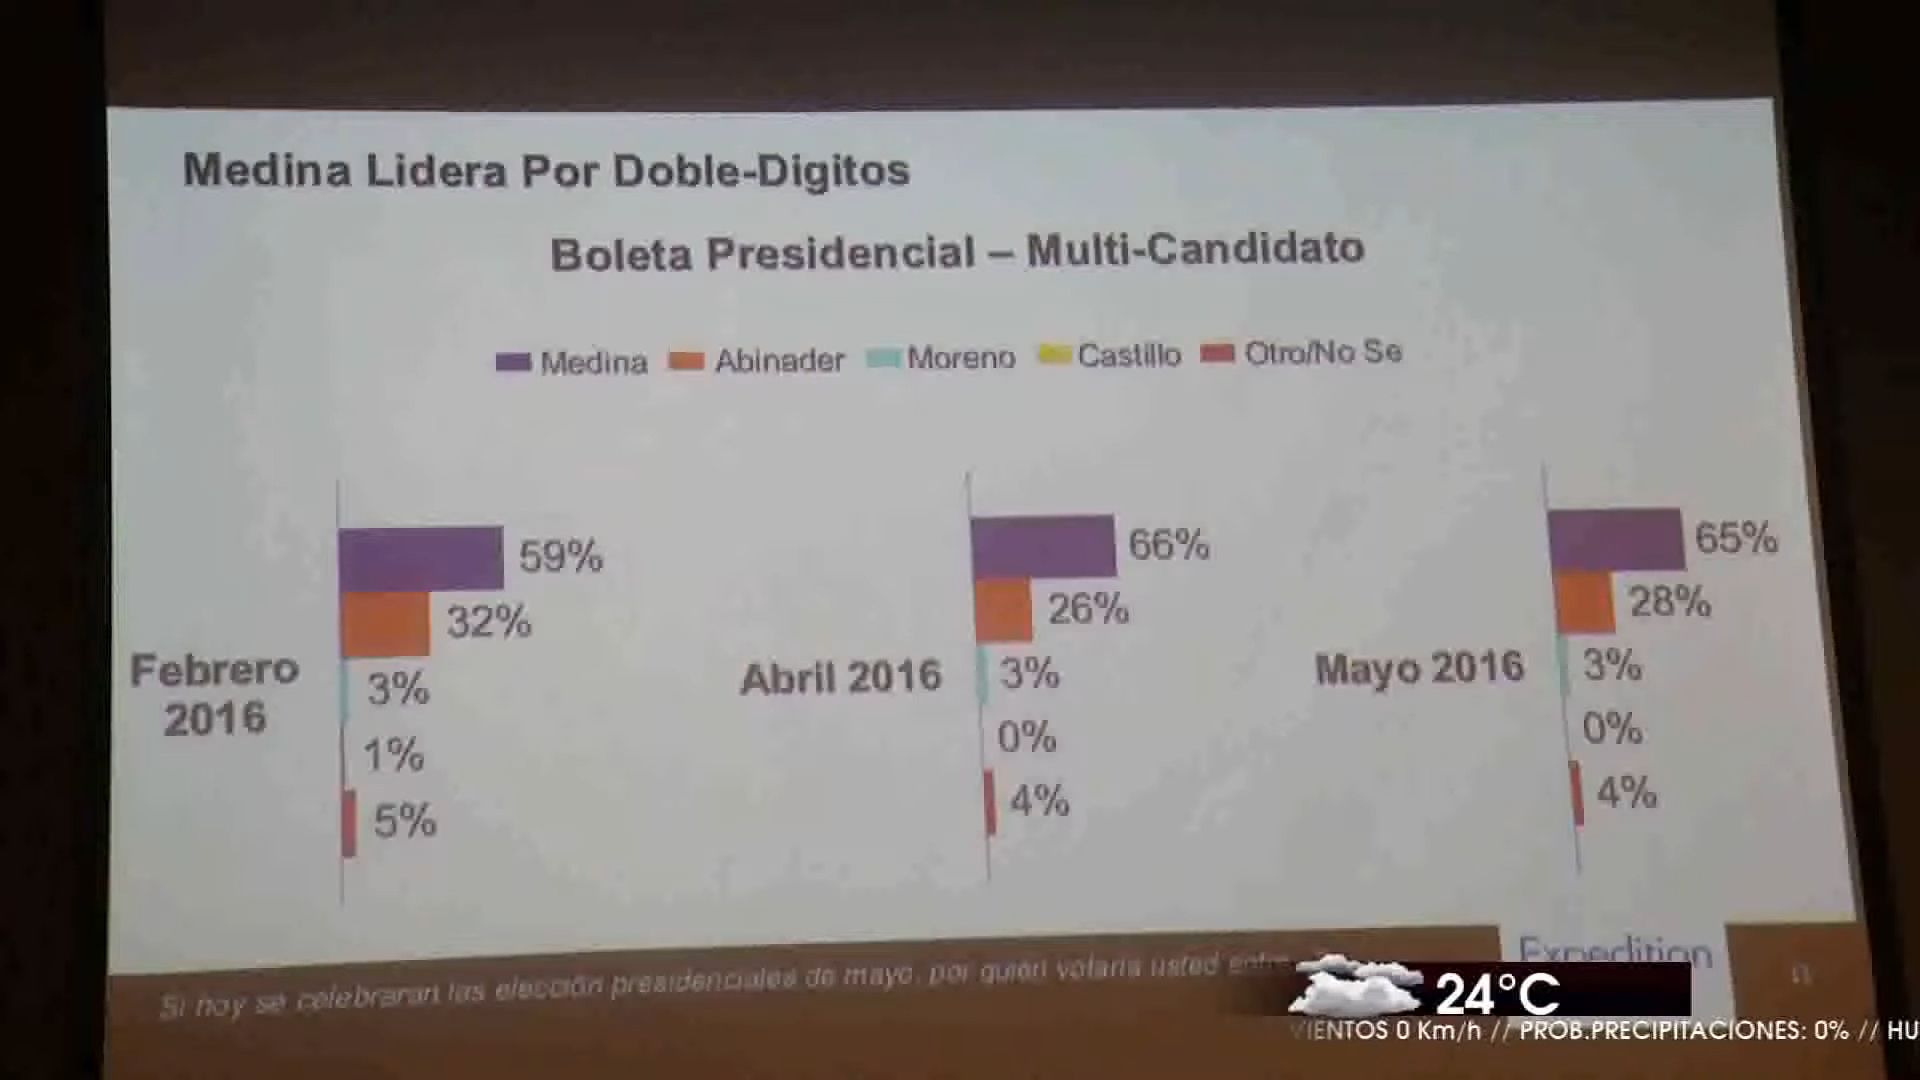 Medina Lidera Por Doble-Digitos
Boleta Presidencial – Multi-Candidato
Medina Abinader Moreno Castillo Otro/No Se
Febrero
2016
59%
32%
3%
1%
5%
Abril 2016
66%
26%
3%
0%
4%
Mayo 2016
65%
28%
3%
0%
4%
Si hoy se celebraran las elección presidenciales de mayo, por quién votaría usted entre
Expedition
24°C
VIENTOS 0 Km/h // PROB.PRECIPITACIONES: 0% // HU